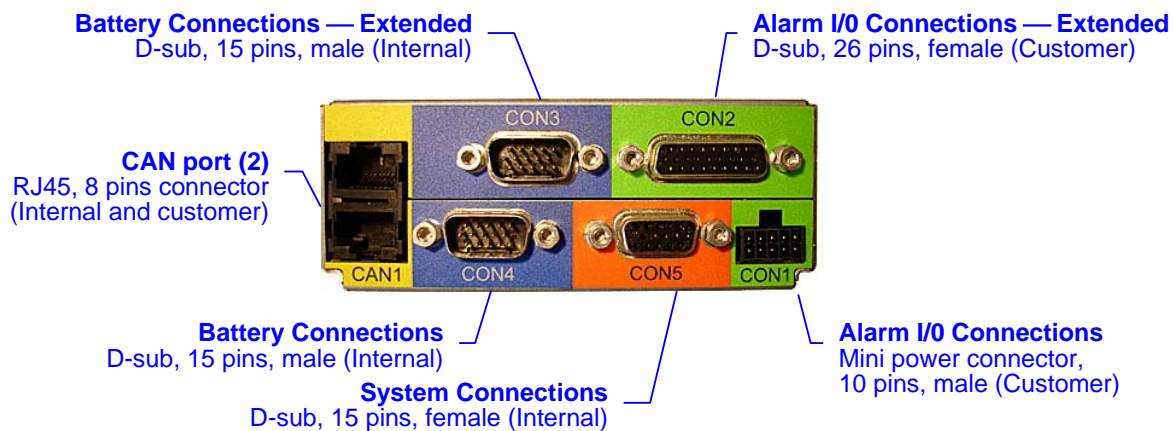 Battery Connections — Extended
D-sub, 15 pins, male (Internal)
Alarm I/0 Connections — Extended
D-sub, 26 pins, female (Customer)
CON3
CON2
CAN port (2)
RJ45, 8 pins connector
(Internal and customer)
CAN1
CON4
CON5
CON1
Battery Connections
D-sub, 15 pins, male (Internal)
System Connections
D-sub, 15 pins, female (Internal)
Alarm I/0 Connections
Mini power connector,
10 pins, male (Customer)